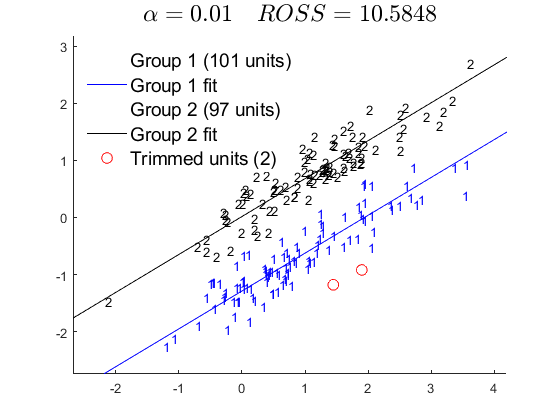 α = 0.01 ROSS = 10.5848
Group 1 (101 units)
Group 1 fit
Group 2 (97 units)
Group 2 fit
Trimmed units (2)
3
2
1
0
-1
-2
-2 -1 0 1 2 3 4